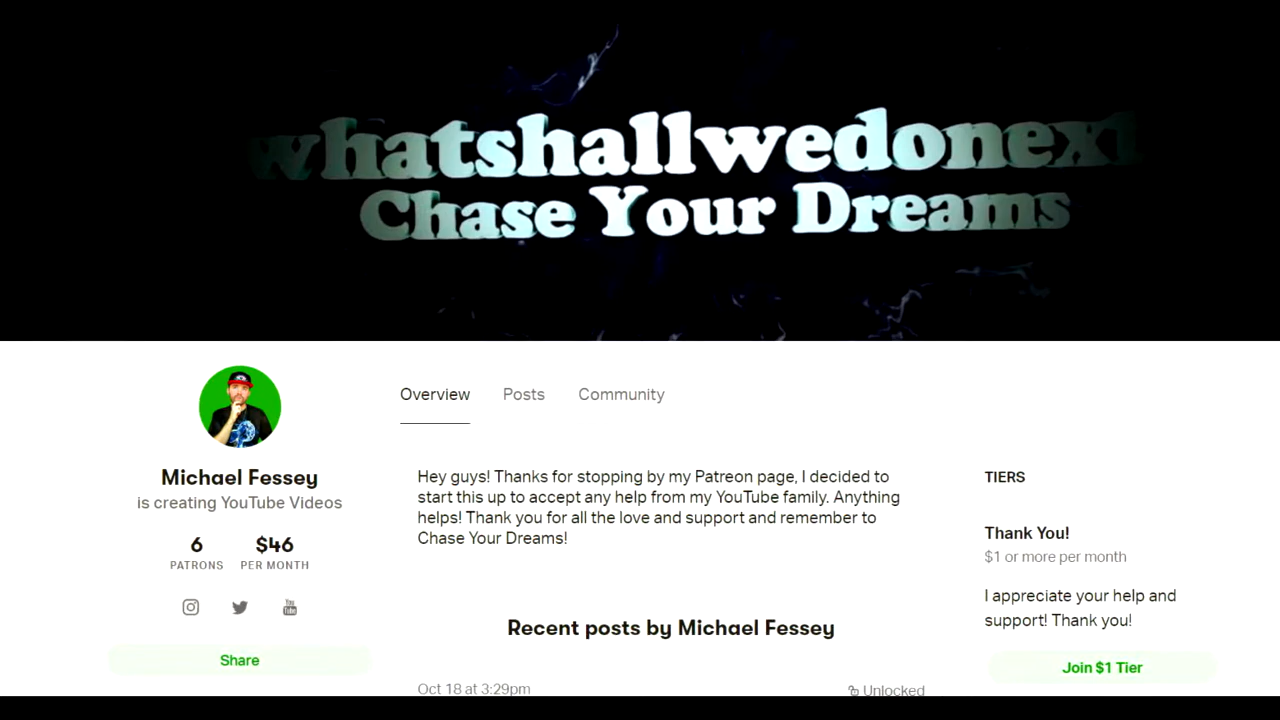 whatshallwedonext
Chase Your Dreams
Michael Fessey
is creating YouTube Videos
6
PATRONS
$46
PER MONTH
Share
Overview
Posts
Community
Hey guys! Thanks for stopping by my Patreon page, I decided to
start this up to accept any help from my YouTube family. Anything
helps! Thank you for all the love and support and remember to
Chase Your Dreams!
Recent posts by Michael Fessey
Oct 18 at 3:29pm
Unlocked
TIERS
Thank You!
$1 or more per month
I appreciate your help and
support! Thank you!
Join $1 Tier